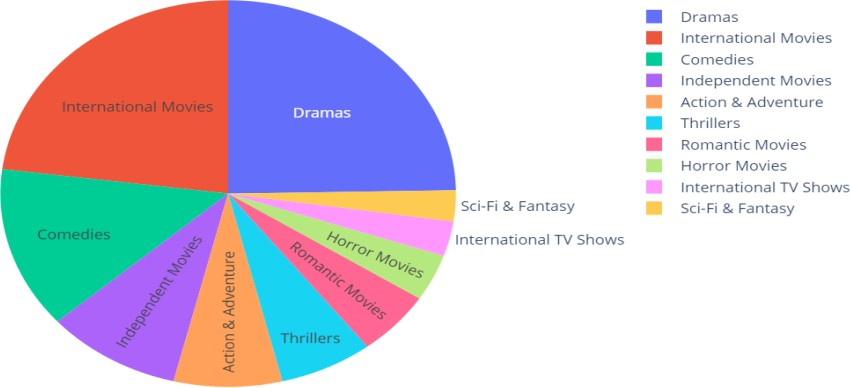 International Movies
Dramas
Comedies
Independent Movies
Action & Adventure
Thrillers
Romantic Movies
Horror Movies
International TV Shows
Sci-Fi & Fantasy
Dramas
International Movies
Comedies
Independent Movies
Action & Adventure
Thrillers
Romantic Movies
Horror Movies
International TV Shows
Sci-Fi & Fantasy